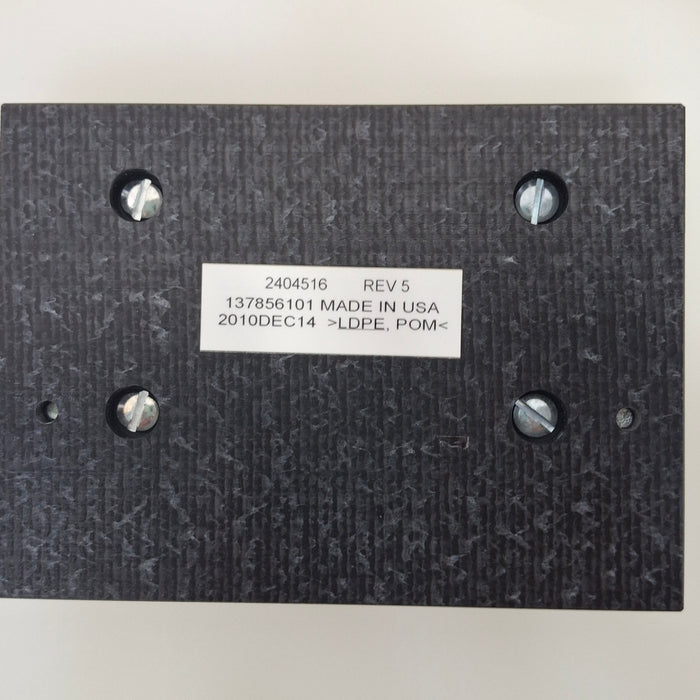 2404516 REV 5
137856101 MADE IN USA
2010DEC14 >LDPE, POM<